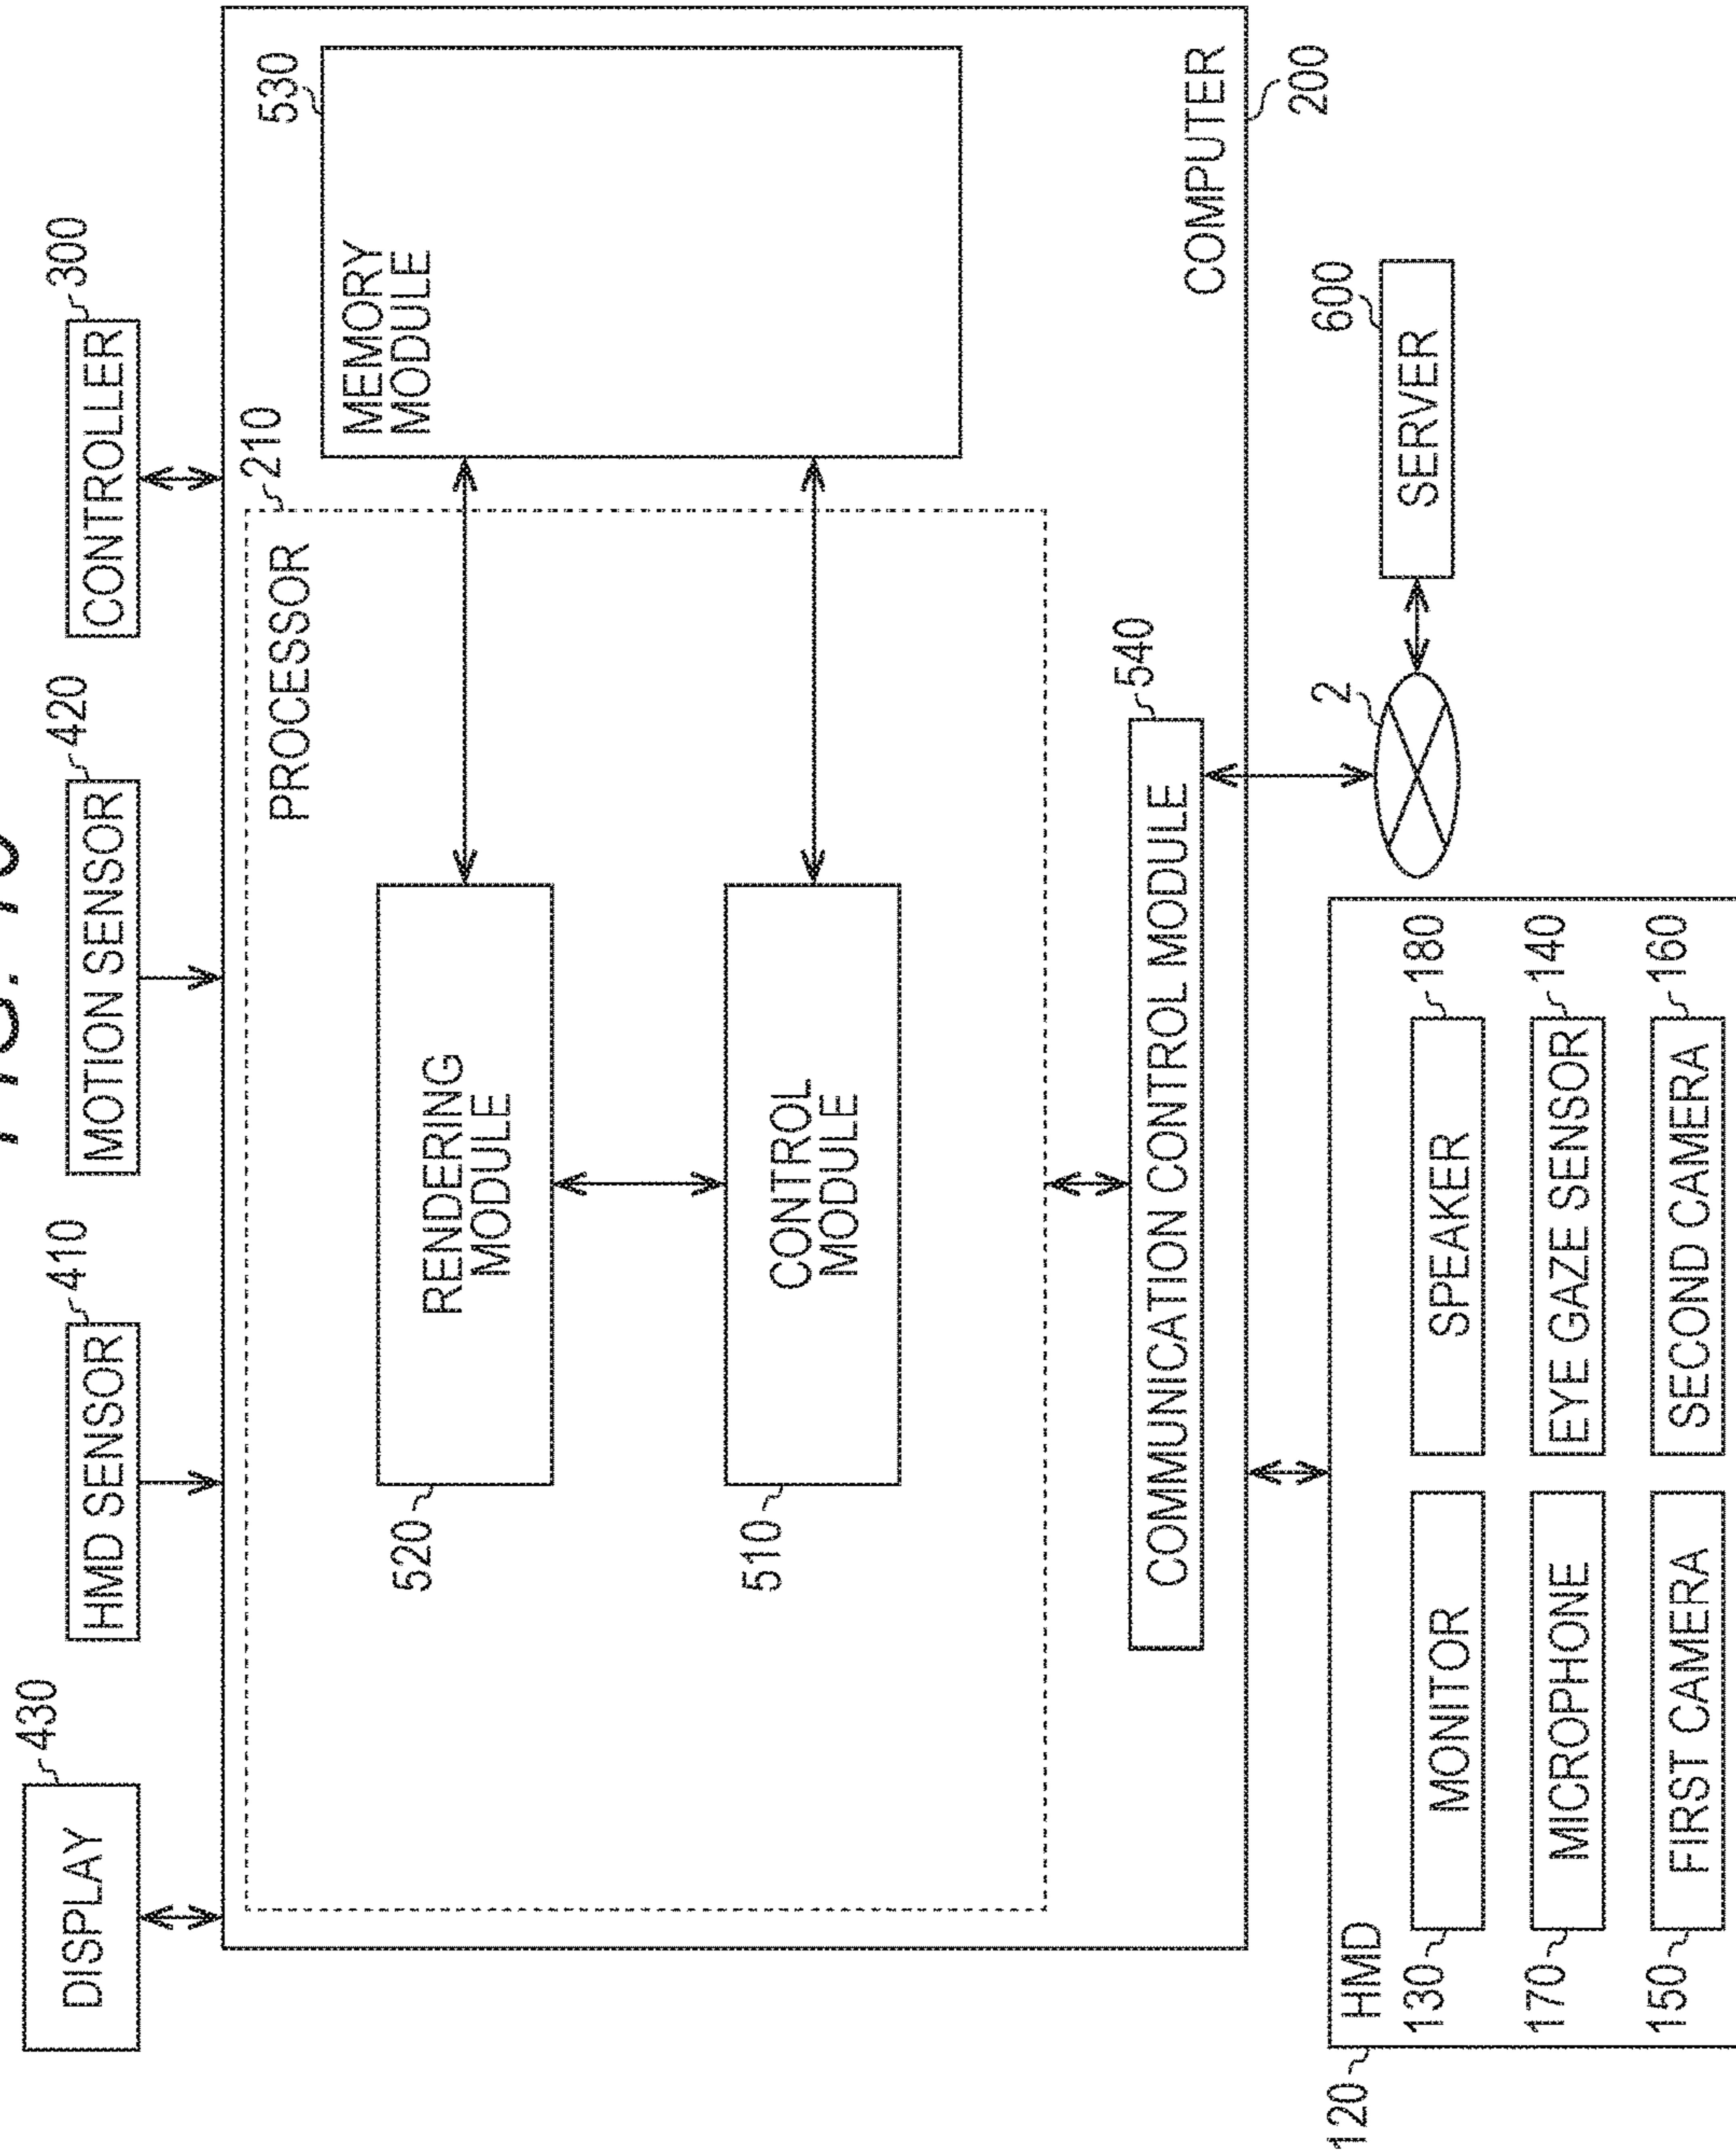 430
410
420
300
DISPLAY
HMD SENSOR
MOTION SENSOR
CONTROLLER
210
530
PROCESSOR
MEMORY
MODULE
520
RENDERING
MODULE
510
CONTROL
MODULE
540
COMMUNICATION CONTROL MODULE
COMPUTER
200
120
HMD
2
600
SERVER
130
MONITOR
SPEAKER
180
170
MICROPHONE
EYE GAZE SENSOR
140
150
FIRST CAMERA
SECOND CAMERA
160